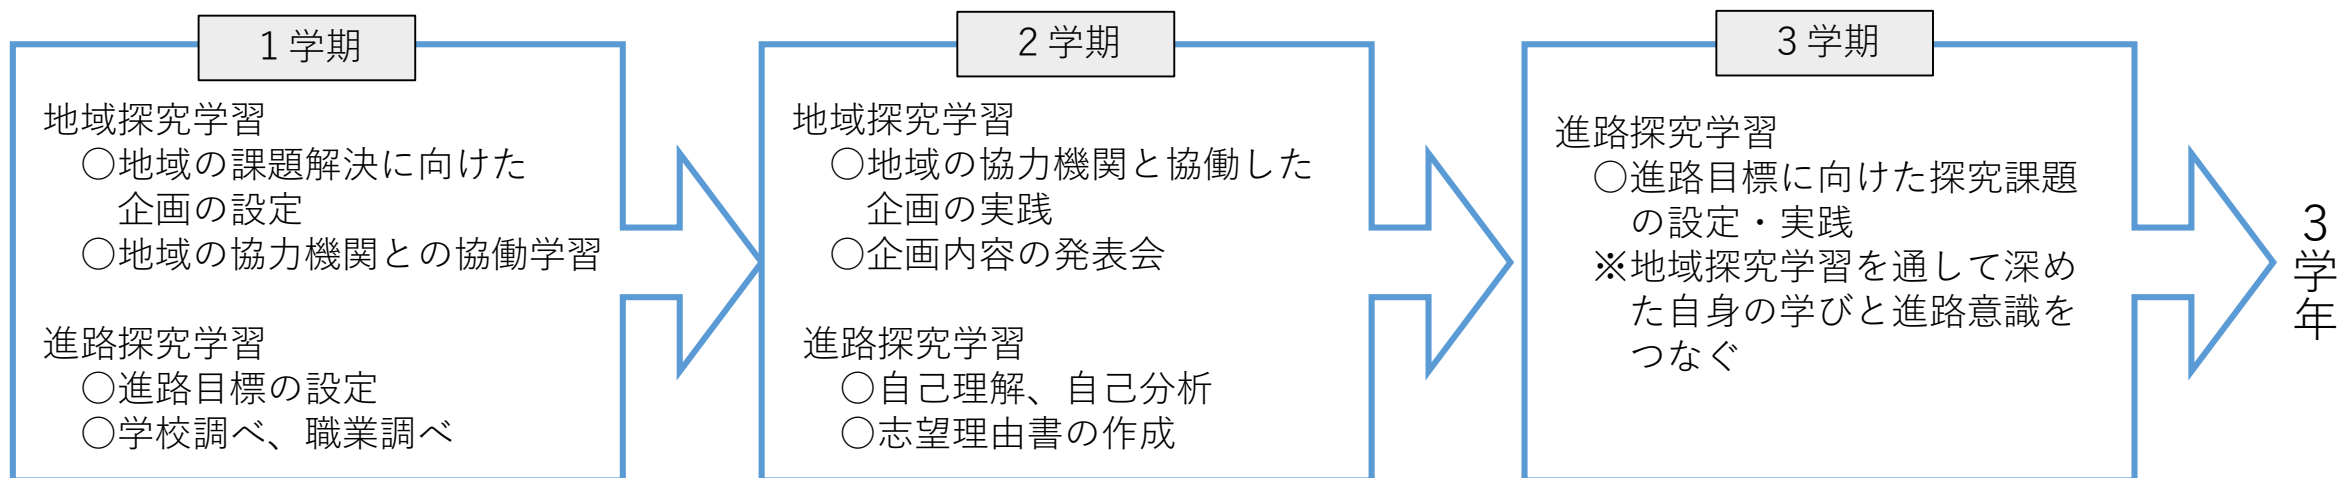 1学期
地域探究学習
○地域の課題解決に向けた
企画の設定
○地域の協力機関との協働学習
進路探究学習
○進路目標の設定
○学校調べ、職業調べ
2学期
地域探究学習
○地域の協力機関と協働した
企画の実践
○企画内容の発表会
進路探究学習
○自己理解、自己分析
○志望理由書の作成
3学期
進路探究学習
○進路目標に向けた探究課題
の設定・実践
※地域探究学習を通して深め
た自身の学びと進路意識を
つなぐ
3学年